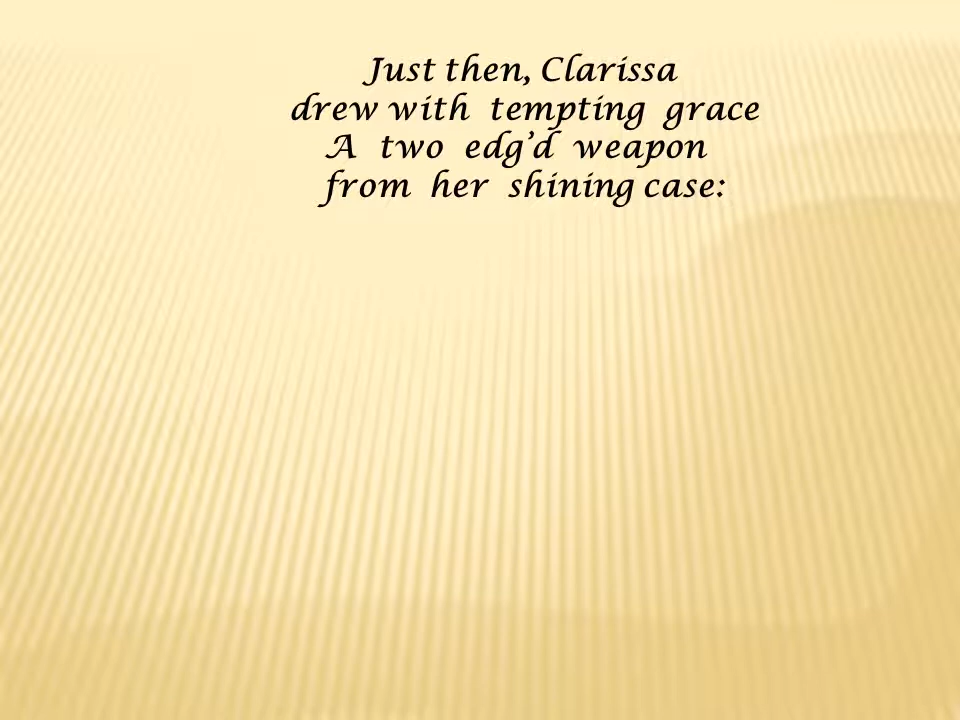 Just then, Clarissa
drew with tempting grace
A two edg’d weapon
from her shining case: